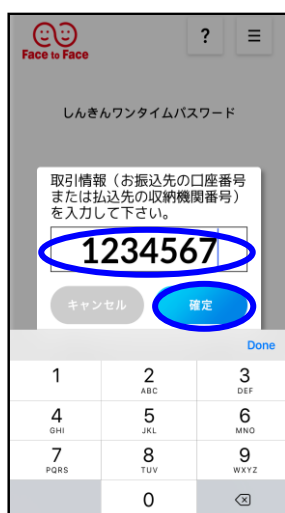 Face to Face
?
しんきんワンタイムパスワード
取引情報（お振込先の口座番号
または払込先の収納機関番号）
を入力して下さい。
1234567
キャンセル 確定
Done
1 2 3
ABC DEF
4 5 6
GHI JKL MNO
7 8 9
PQRS TUV WXYZ
0